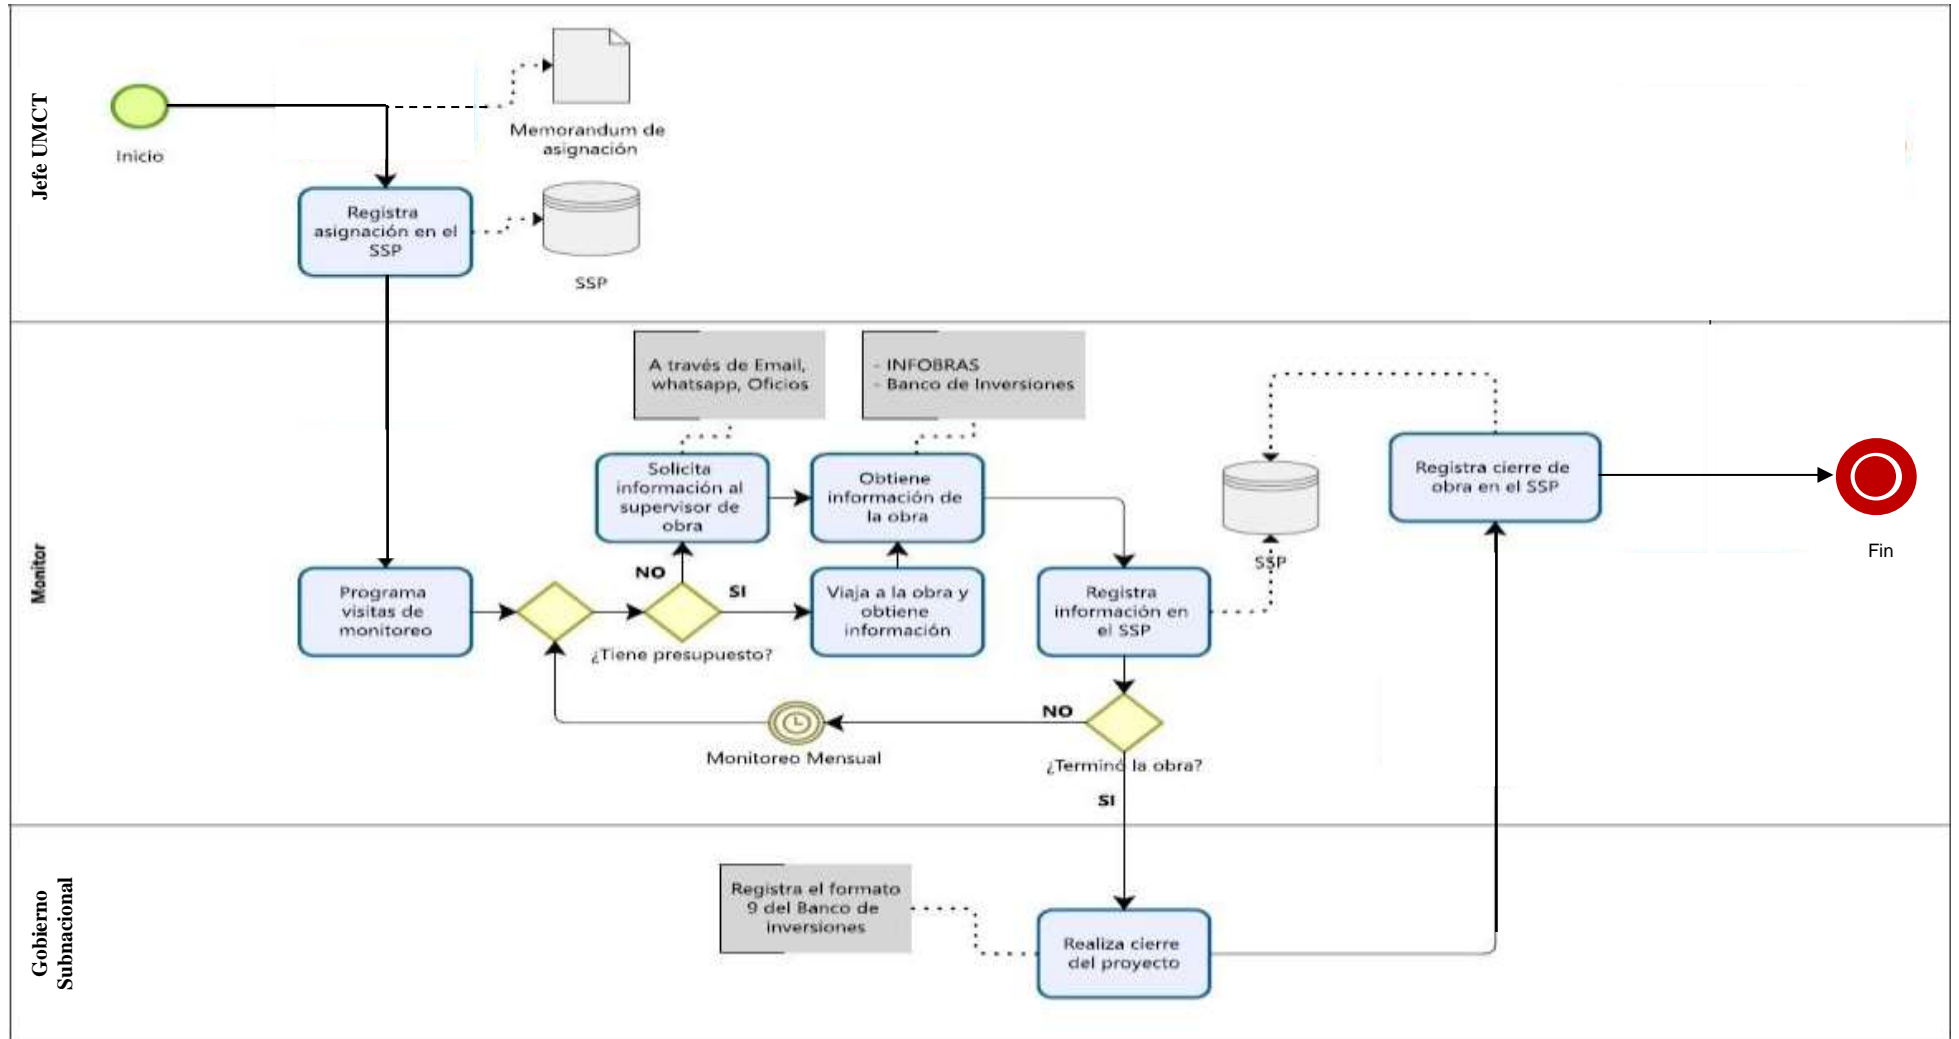 Jefe UMCT
Inicio
Memorandum de
asignación
Registra
asignación en el
SSP
SSP
Monitor
A través de Email,
whatsapp, Oficios
- INFOBRAS
- Banco de Inversiones
Solicita
información al
supervisor de
obra
Obtiene
información de
la obra
SSP
Registra cierre de
obra en el SSP
Fin
Programa
visitas de
monitoreo
NO
SI
¿Tiene presupuesto?
Viaja a la obra y
obtiene
información
Registra
información en
el SSP
NO
Monitoreo Mensual
¿Terminó la obra?
SI
Gobierno
Subnacional
Registra el formato
9 del Banco de
inversiones
Realiza cierre
del proyecto